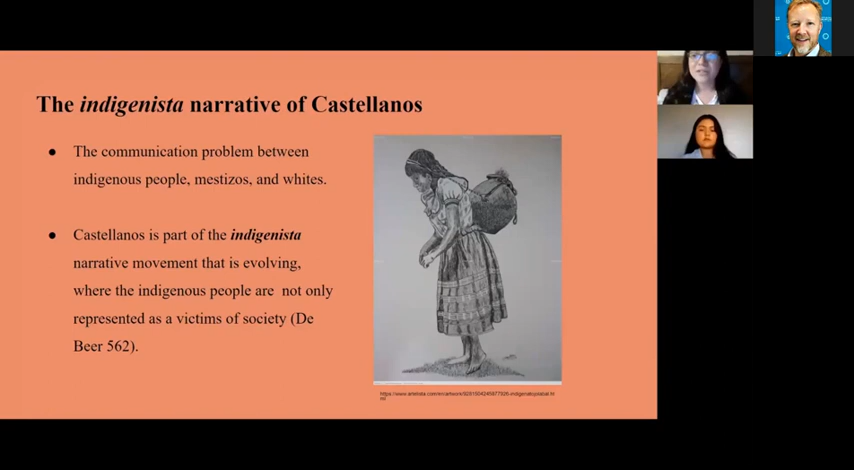 The indigenista narrative of Castellanos
● The communication problem between
indigenous people, mestizos, and whites.
● Castellanos is part of the indigenista
narrative movement that is evolving,
where the indigenous people are not only
represented as a victims of society (De
Beer 562).